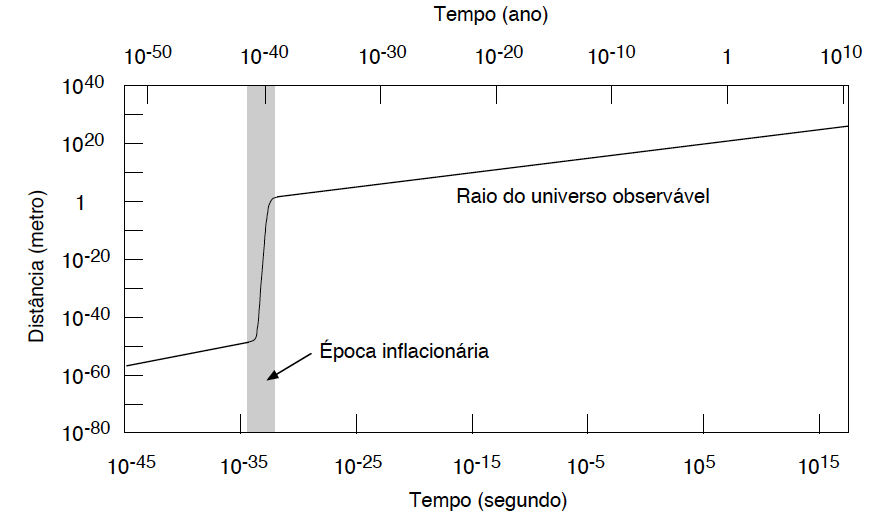 Tempo (ano)
10-50 10-40 10-30 10-20 10-10 1 1010
1040
1020
1
10-20
10-40
10-60
10-80
Distância (metro)
Raio do universo observável
Época inflacionária
10-45 10-35 10-25 10-15 10-5 105 1015
Tempo (segundo)